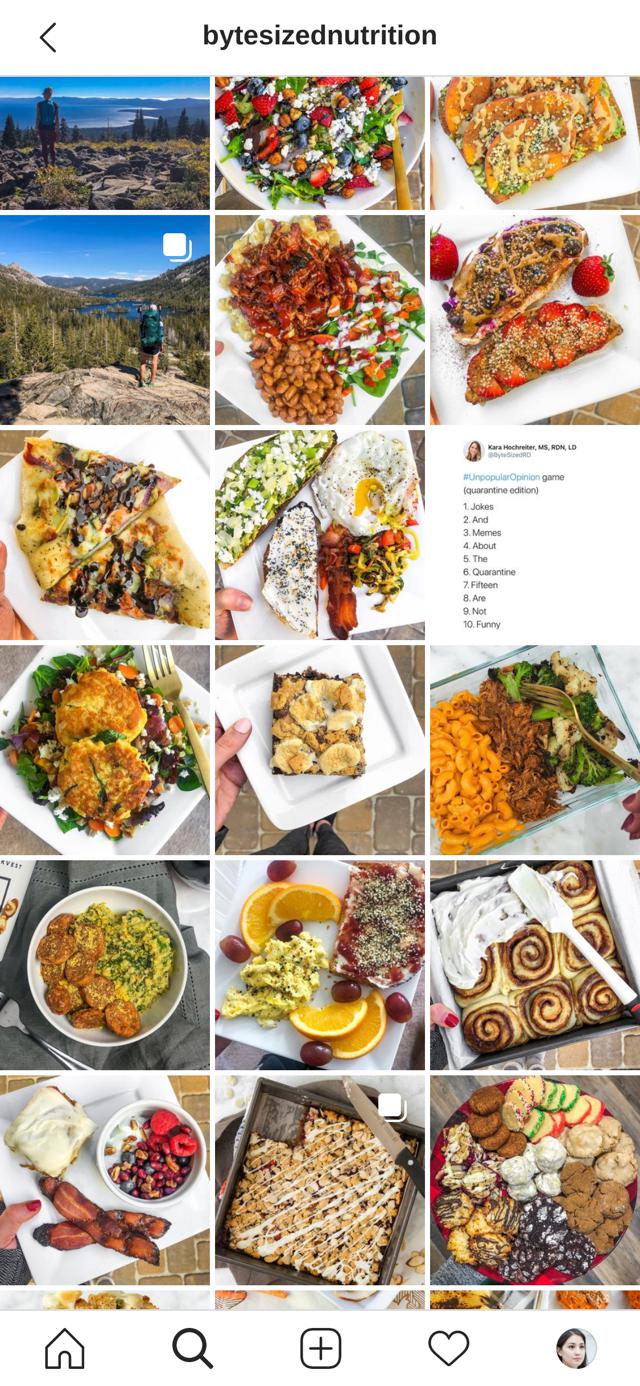 bytesizednutrition
Kara Hochreiter, MS, RDN, LD
@ByteSizedRD
#UnpopularOpinion game
(quarantine edition)
1. Jokes
2. And
3. Memes
4. About
5. The
6. Quarantine
7. Fifteen
8. Are
9. Not
10. Funny